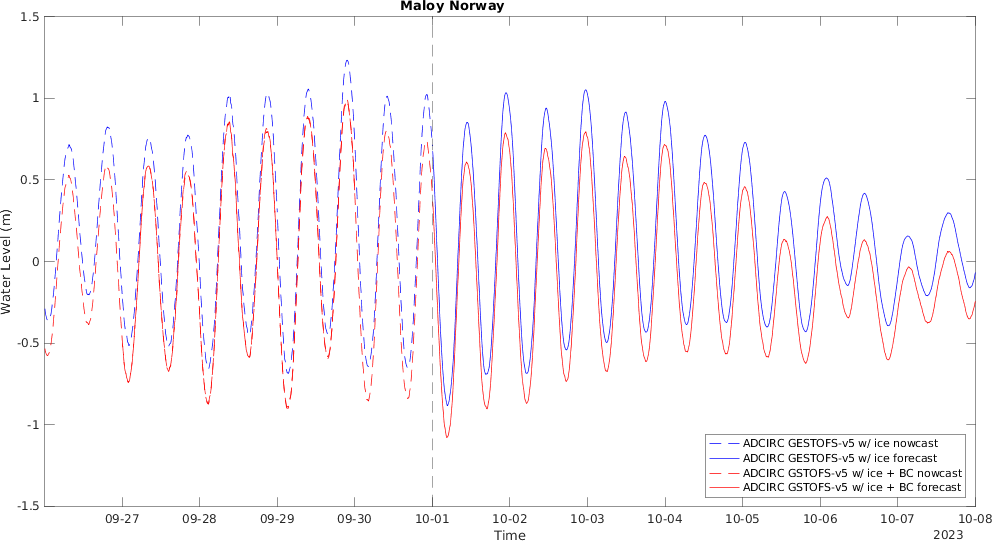 Maloy Norway
1.5
1
0.5
0
-0.5
-1
-1.5
Water Level (m)
09-27 09-28 09-29 09-30 10-01 10-02 10-03 10-04 10-05 10-06 10-07 10-08
Time
2023
ADCIRC GESTOFS-v5 w/ ice nowcast
ADCIRC GESTOFS-v5 w/ ice forecast
ADCIRC GSTOFS-v5 w/ ice + BC nowcast
ADCIRC GSTOFS-v5 w/ ice + BC forecast